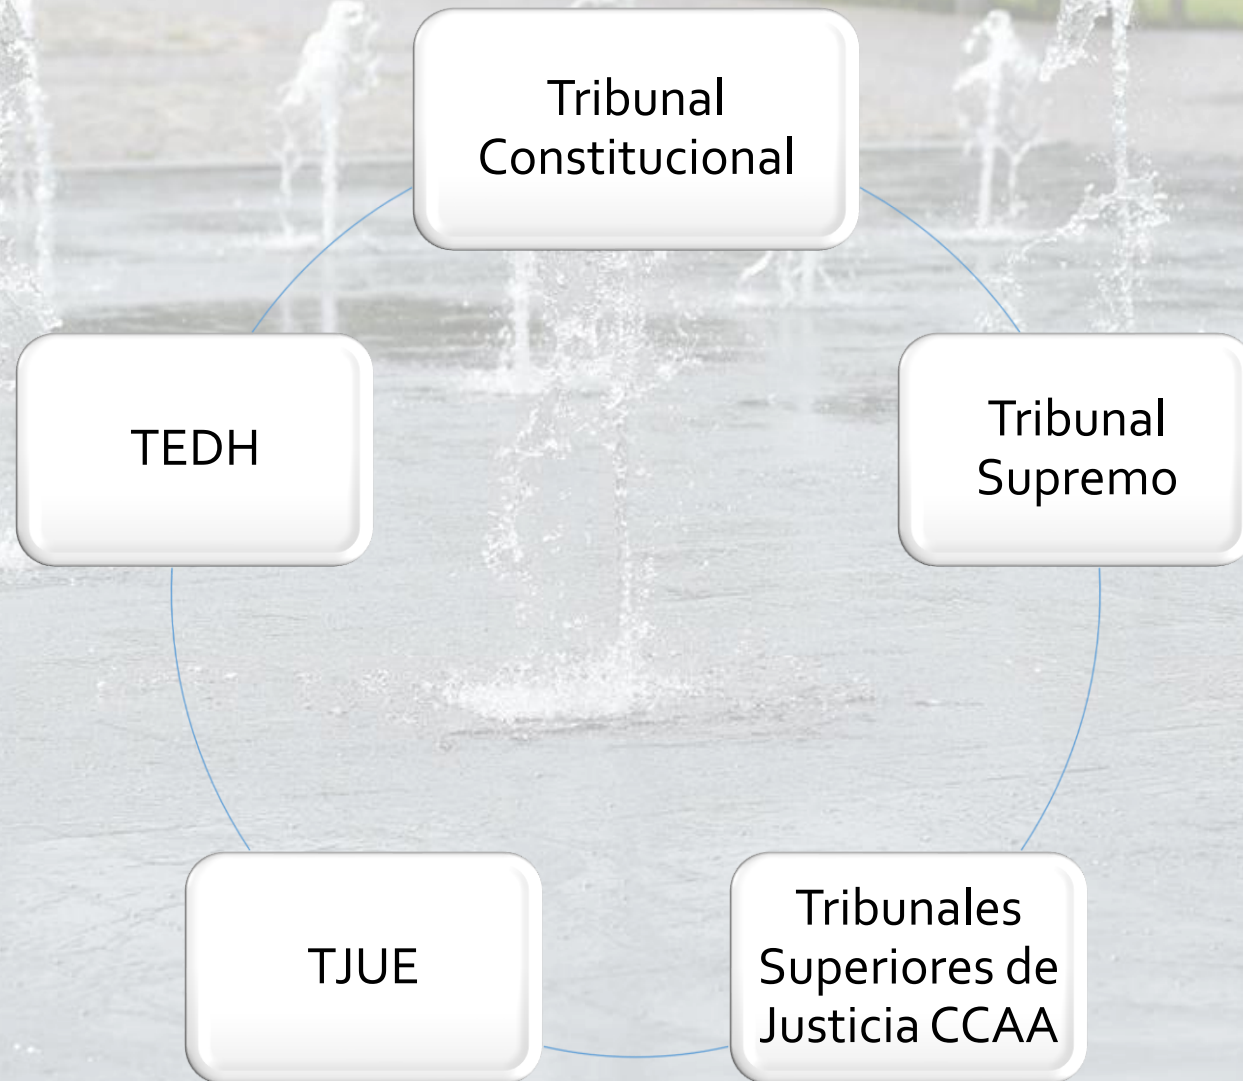 Tribunal
Constitucional
TEDH
Tribunal
Supremo
TJUE
Tribunales
Superiores de
Justicia CCAA